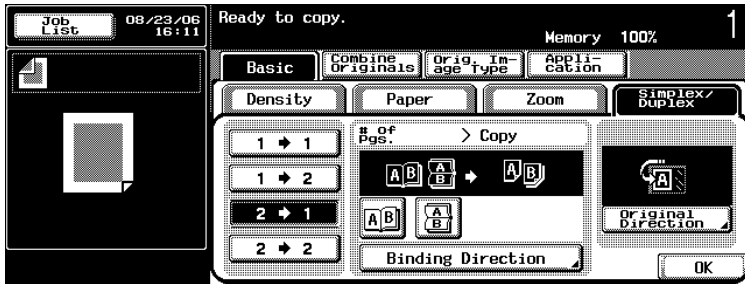 Job List
08/23/06
16:11
Ready to copy.
Memory 100%
1
Basic
Combine Originals
Orig. Im-
age Type
Appli-
cation
Density
Paper
Zoom
Simplex/
Duplex
1 → 1
1 → 2
2 → 1
2 → 2
# of
Pgs.
> Copy
A B A B → A B
A B
A B
Binding Direction
A
Original
Direction
OK